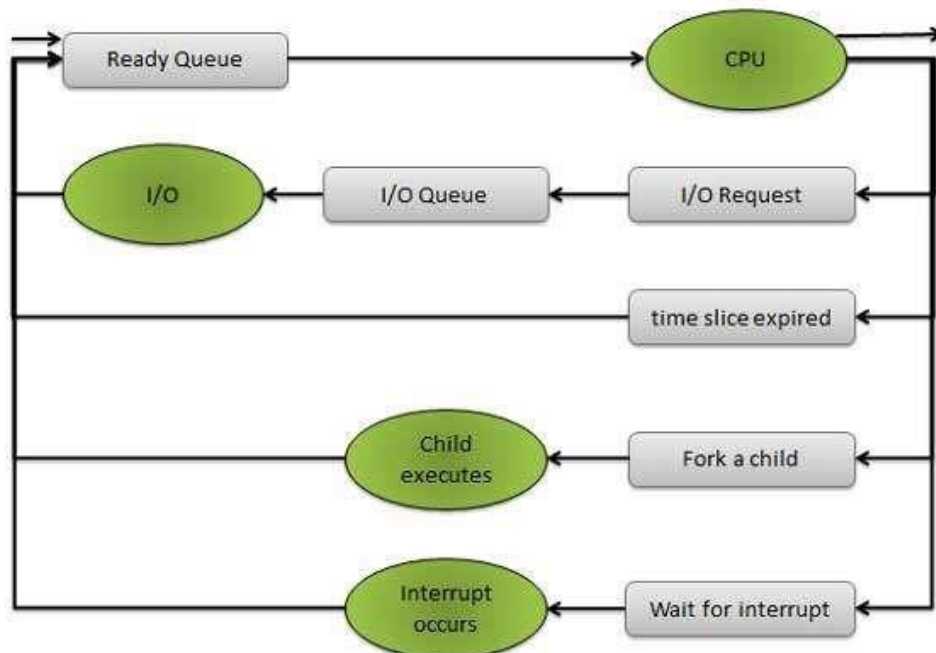 Ready Queue
CPU
I/O
I/O Queue
I/O Request
time slice expired
Child
executes
Fork a child
Interrupt
occurs
Wait for interrupt